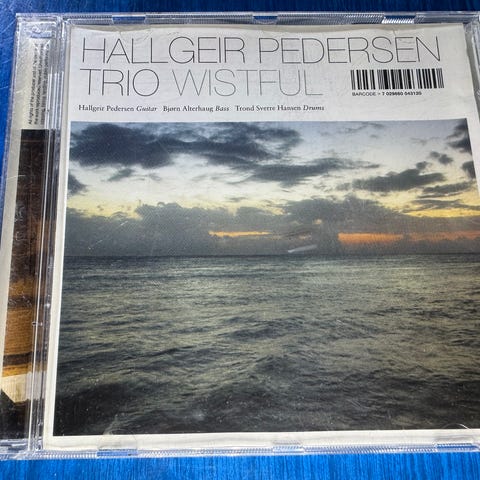 HALLGEIR PEDERSEN
TRIO WISTFUL
Hallgeir Pedersen Guitar Bjørn Alterhaug Bass Trond Sverre Hansen Drums
BARCODE > 7 029660 043135